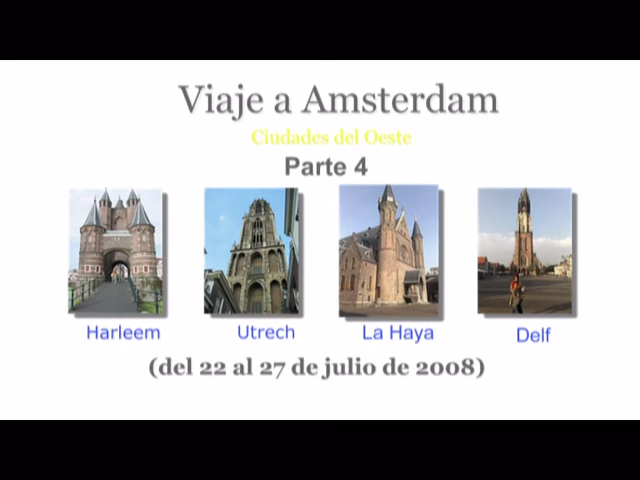 Viaje a Amsterdam
Ciudades del Oeste
Parte 4
Harleem Utrech La Haya Delf
(del 22 al 27 de julio de 2008)